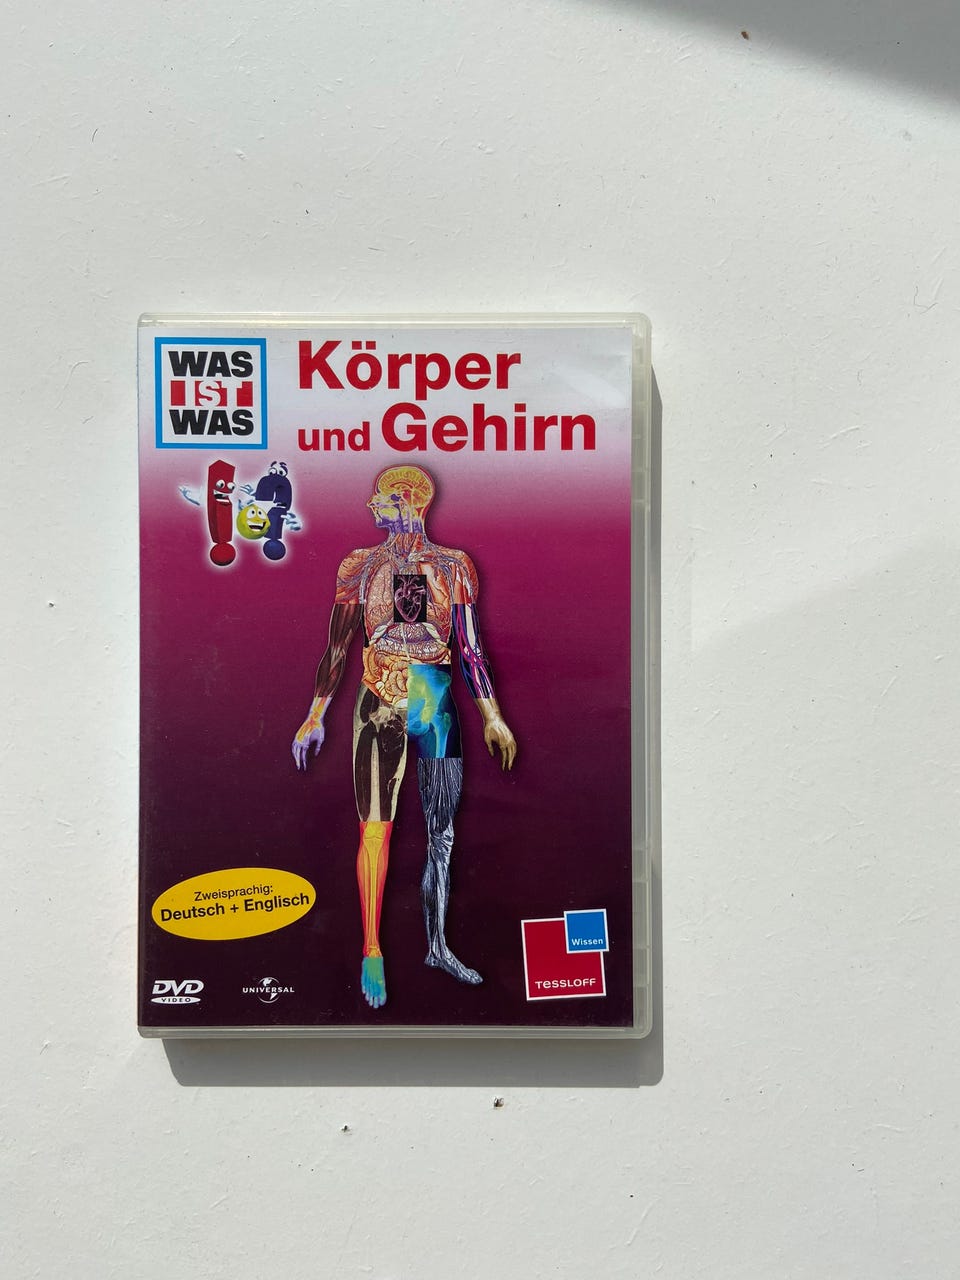 WAS
IST
WAS
Körper
und Gehirn
Zweisprachig:
Deutsch + Englisch
DVD
VIDEO
UNIVERSAL
Wissen
TESSLOFF